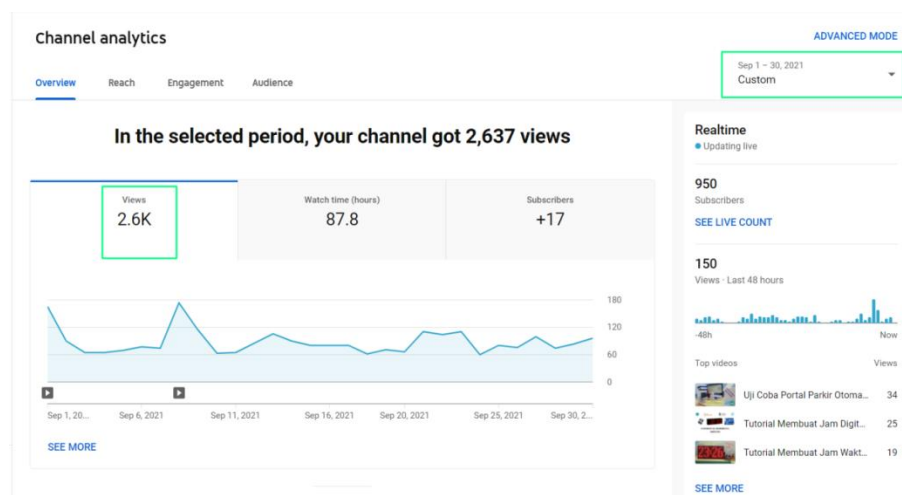 Channel analytics
ADVANCED MODE
Sep 1 – 30, 2021
Custom
Overview Reach Engagement Audience
In the selected period, your channel got 2,637 views
Views
2.6K
Watch time (hours)
87.8
Subscribers
+17
180
120
60
0
Sep 1, 20... Sep 6, 2021 Sep 11, 2021 Sep 16, 2021 Sep 20, 2021 Sep 25, 2021 Sep 30, 2...
SEE MORE
Realtime
Updating live
950
Subscribers
SEE LIVE COUNT
150
Views · Last 48 hours
-48h Now
Top videos Views
Uji Coba Portal Parkir Otoma... 34
Tutorial Membuat Jam Digit... 25
Tutorial Membuat Jam Wakt... 19
SEE MORE